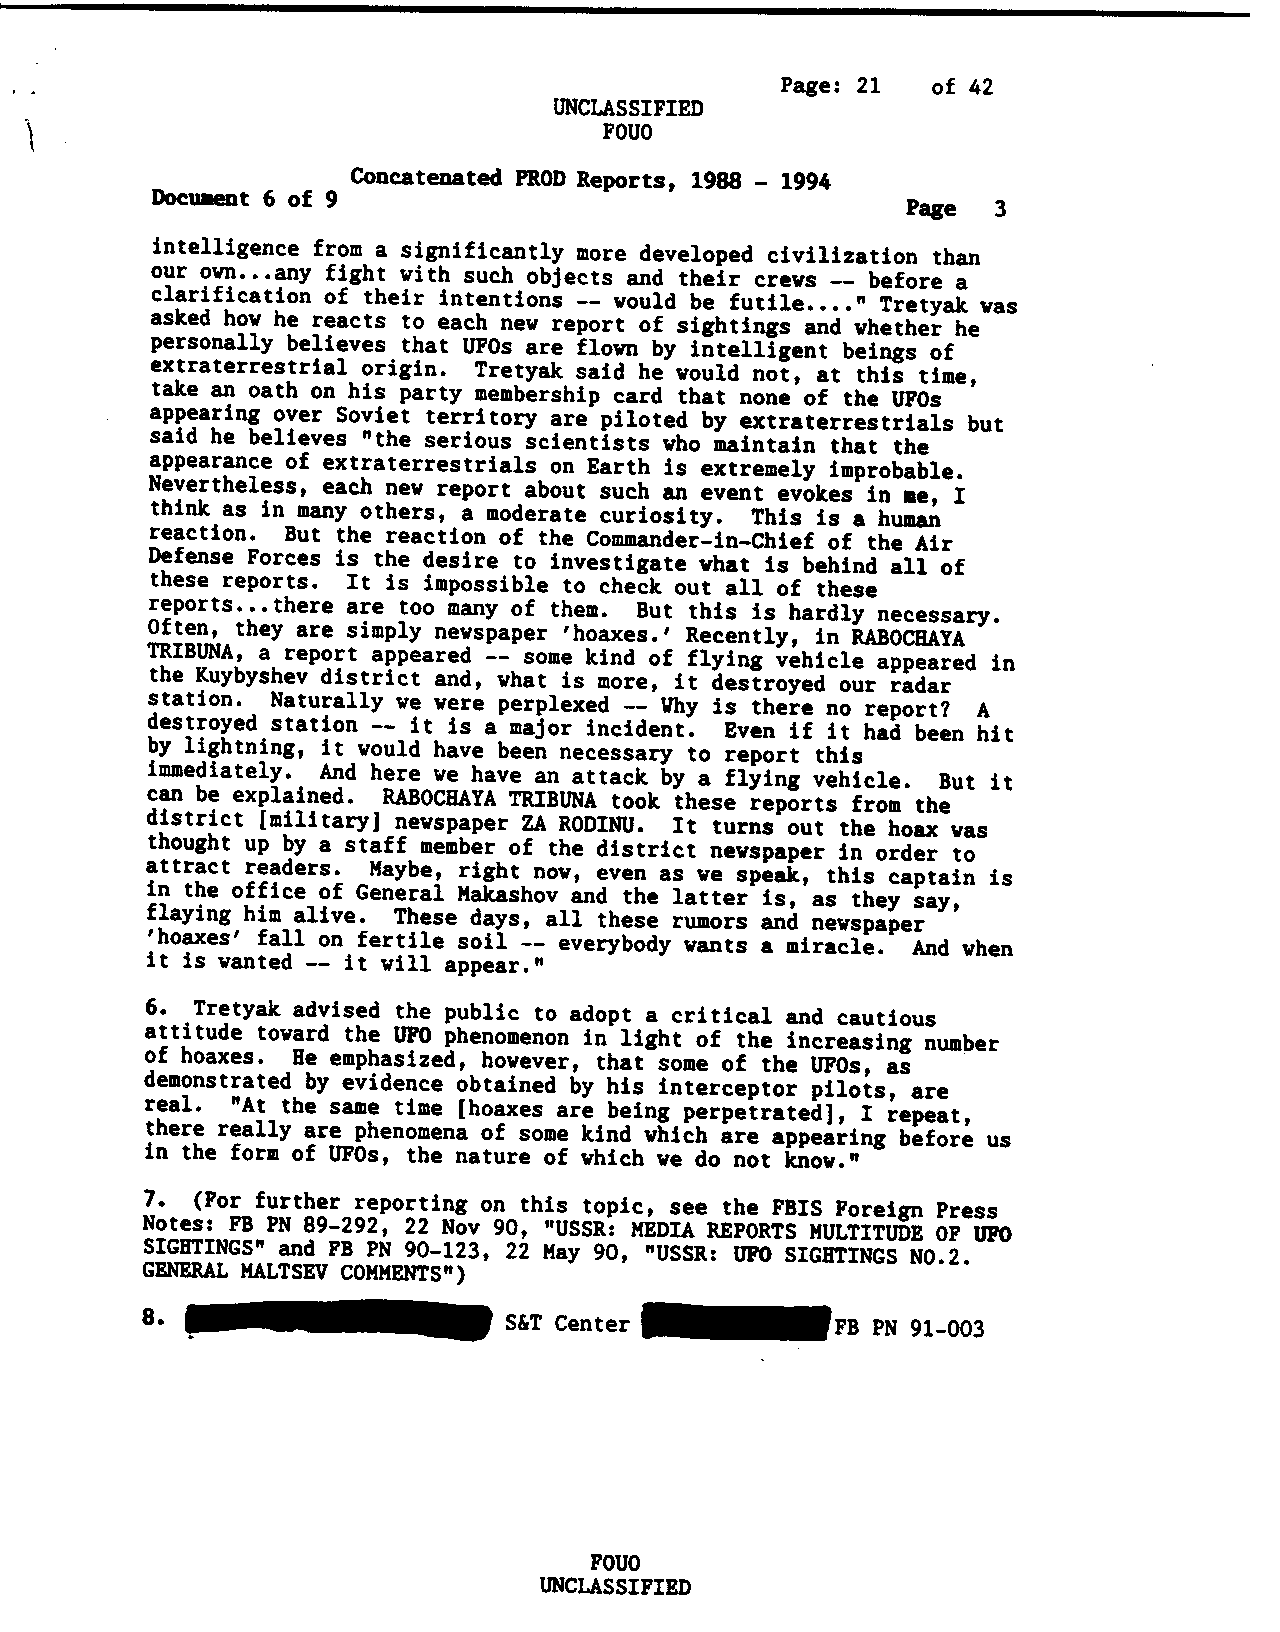 Page: 21 of 42
UNCLASSIFIED
FOUO
Concatenated PROD Reports, 1988 - 1994
Document 6 of 9
Page 3
intelligence from a significantly more developed civilization than
our own...any fight with such objects and their crews -- before a
clarification of their intentions -- would be futile...." Tretyak was
asked how he reacts to each new report of sightings and whether he
personally believes that UFOs are flown by intelligent beings of
extraterrestrial origin. Tretyak said he would not, at this time,
take an oath on his party membership card that none of the UFOs
appearing over Soviet territory are piloted by extraterrestrials but
said he believes "the serious scientists who maintain that the
appearance of extraterrestrials on Earth is extremely improbable.
Nevertheless, each new report about such an event evokes in me, I
think as in many others, a moderate curiosity. This is a human
reaction. But the reaction of the Commander-in-Chief of the Air
Defense Forces is the desire to investigate what is behind all of
these reports. It is impossible to check out all of these
reports...there are too many of them. But this is hardly necessary.
Often, they are simply newspaper 'hoaxes.' Recently, in RABOCHAYA
TRIBUNA, a report appeared -- some kind of flying vehicle appeared in
the Kuybyshev district and, what is more, it destroyed our radar
station. Naturally we were perplexed -- Why is there no report? A
destroyed station -- it is a major incident. Even if it had been hit
by lightning, it would have been necessary to report this
immediately. And here we have an attack by a flying vehicle. But it
can be explained. RABOCHAYA TRIBUNA took these reports from the
district [military] newspaper ZA RODINU. It turns out the hoax was
thought up by a staff member of the district newspaper in order to
attract readers. Maybe, right now, even as we speak, this captain is
in the office of General Makashov and the latter is, as they say,
flaying him alive. These days, all these rumors and newspaper
'hoaxes' fall on fertile soil -- everybody wants a miracle. And when
it is wanted -- it will appear."
6. Tretyak advised the public to adopt a critical and cautious
attitude toward the UFO phenomenon in light of the increasing number
of hoaxes. He emphasized, however, that some of the UFOs, as
demonstrated by evidence obtained by his interceptor pilots, are
real. "At the same time [hoaxes are being perpetrated], I repeat,
there really are phenomena of some kind which are appearing before us
in the form of UFOs, the nature of which we do not know."
7. (For further reporting on this topic, see the FBIS Foreign Press
Notes: FB PN 89-292, 22 Nov 90, "USSR: MEDIA REPORTS MULTITUDE OF UFO
SIGHTINGS" and FB PN 90-123, 22 May 90, "USSR: UFO SIGHTINGS NO.2.
GENERAL MALTSEV COMMENTS")
8. S&T Center FB PN 91-003
FOUO
UNCLASSIFIED